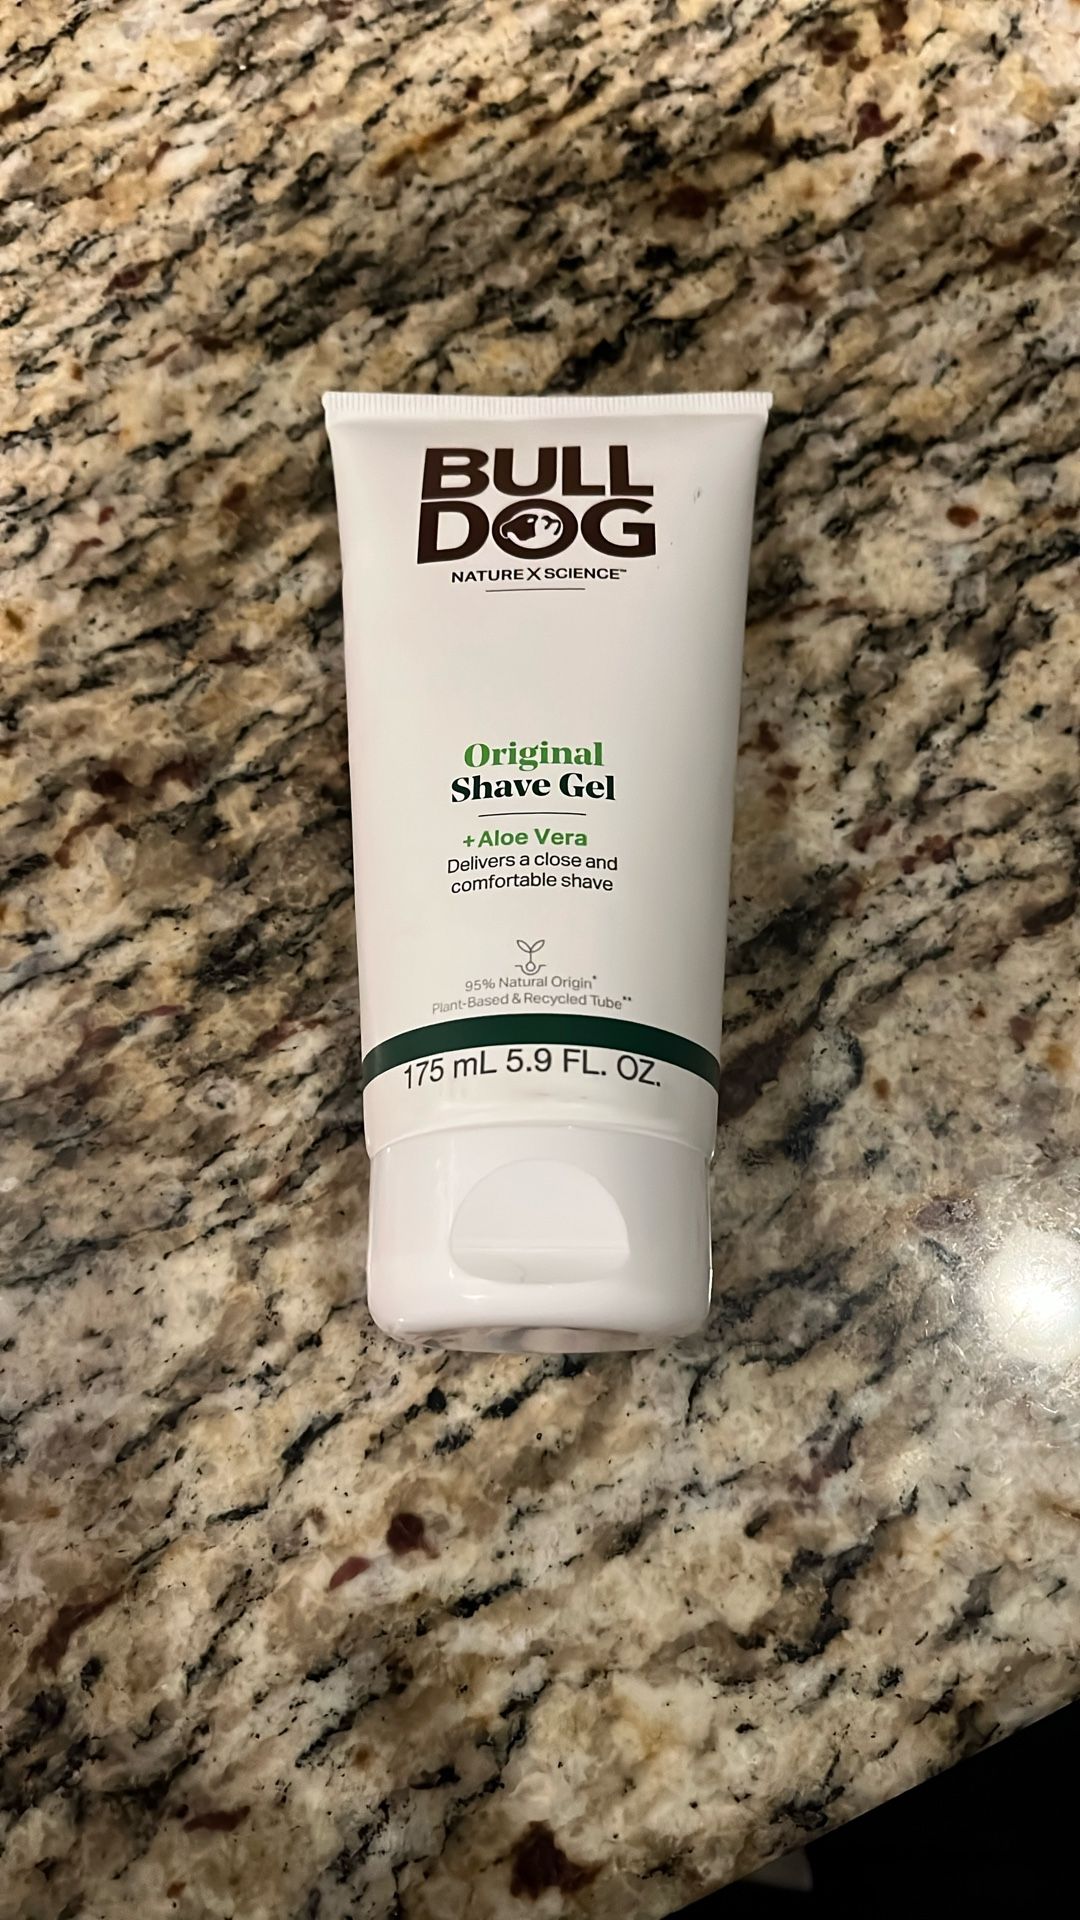 BULL
DOG
NATURE X SCIENCE™
Original
Shave Gel
+Aloe Vera
Delivers a close and
comfortable shave
95% Natural Origin*
Plant-Based & Recycled Tube**
175 mL 5.9 FL. OZ.